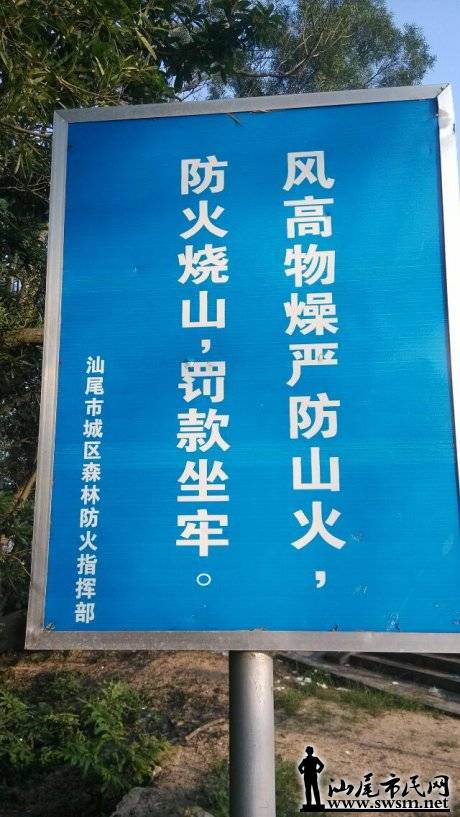 风高物燥严防山火，
防火烧山，罚款坐牢。
汕尾市城区森林防火指挥部
汕尾市民网
www.swsm.net